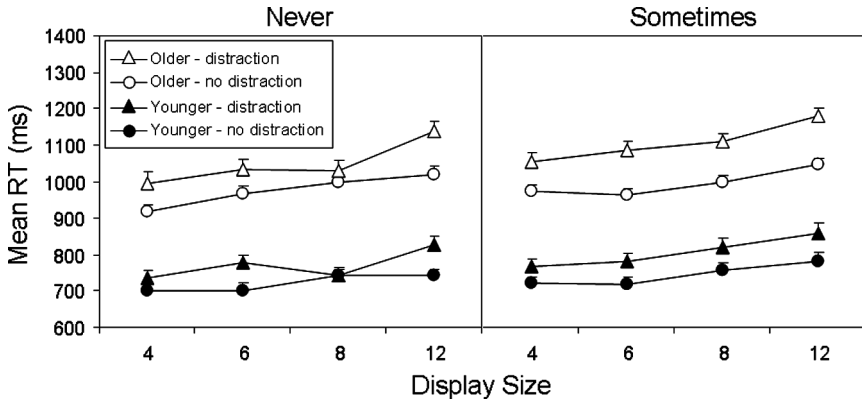 Never
Sometimes
Mean RT (ms)
1400
1300
1200
1100
1000
900
800
700
600
Older - distraction
Older - no distraction
Younger - distraction
Younger - no distraction
4 6 8 12
4 6 8 12
Display Size